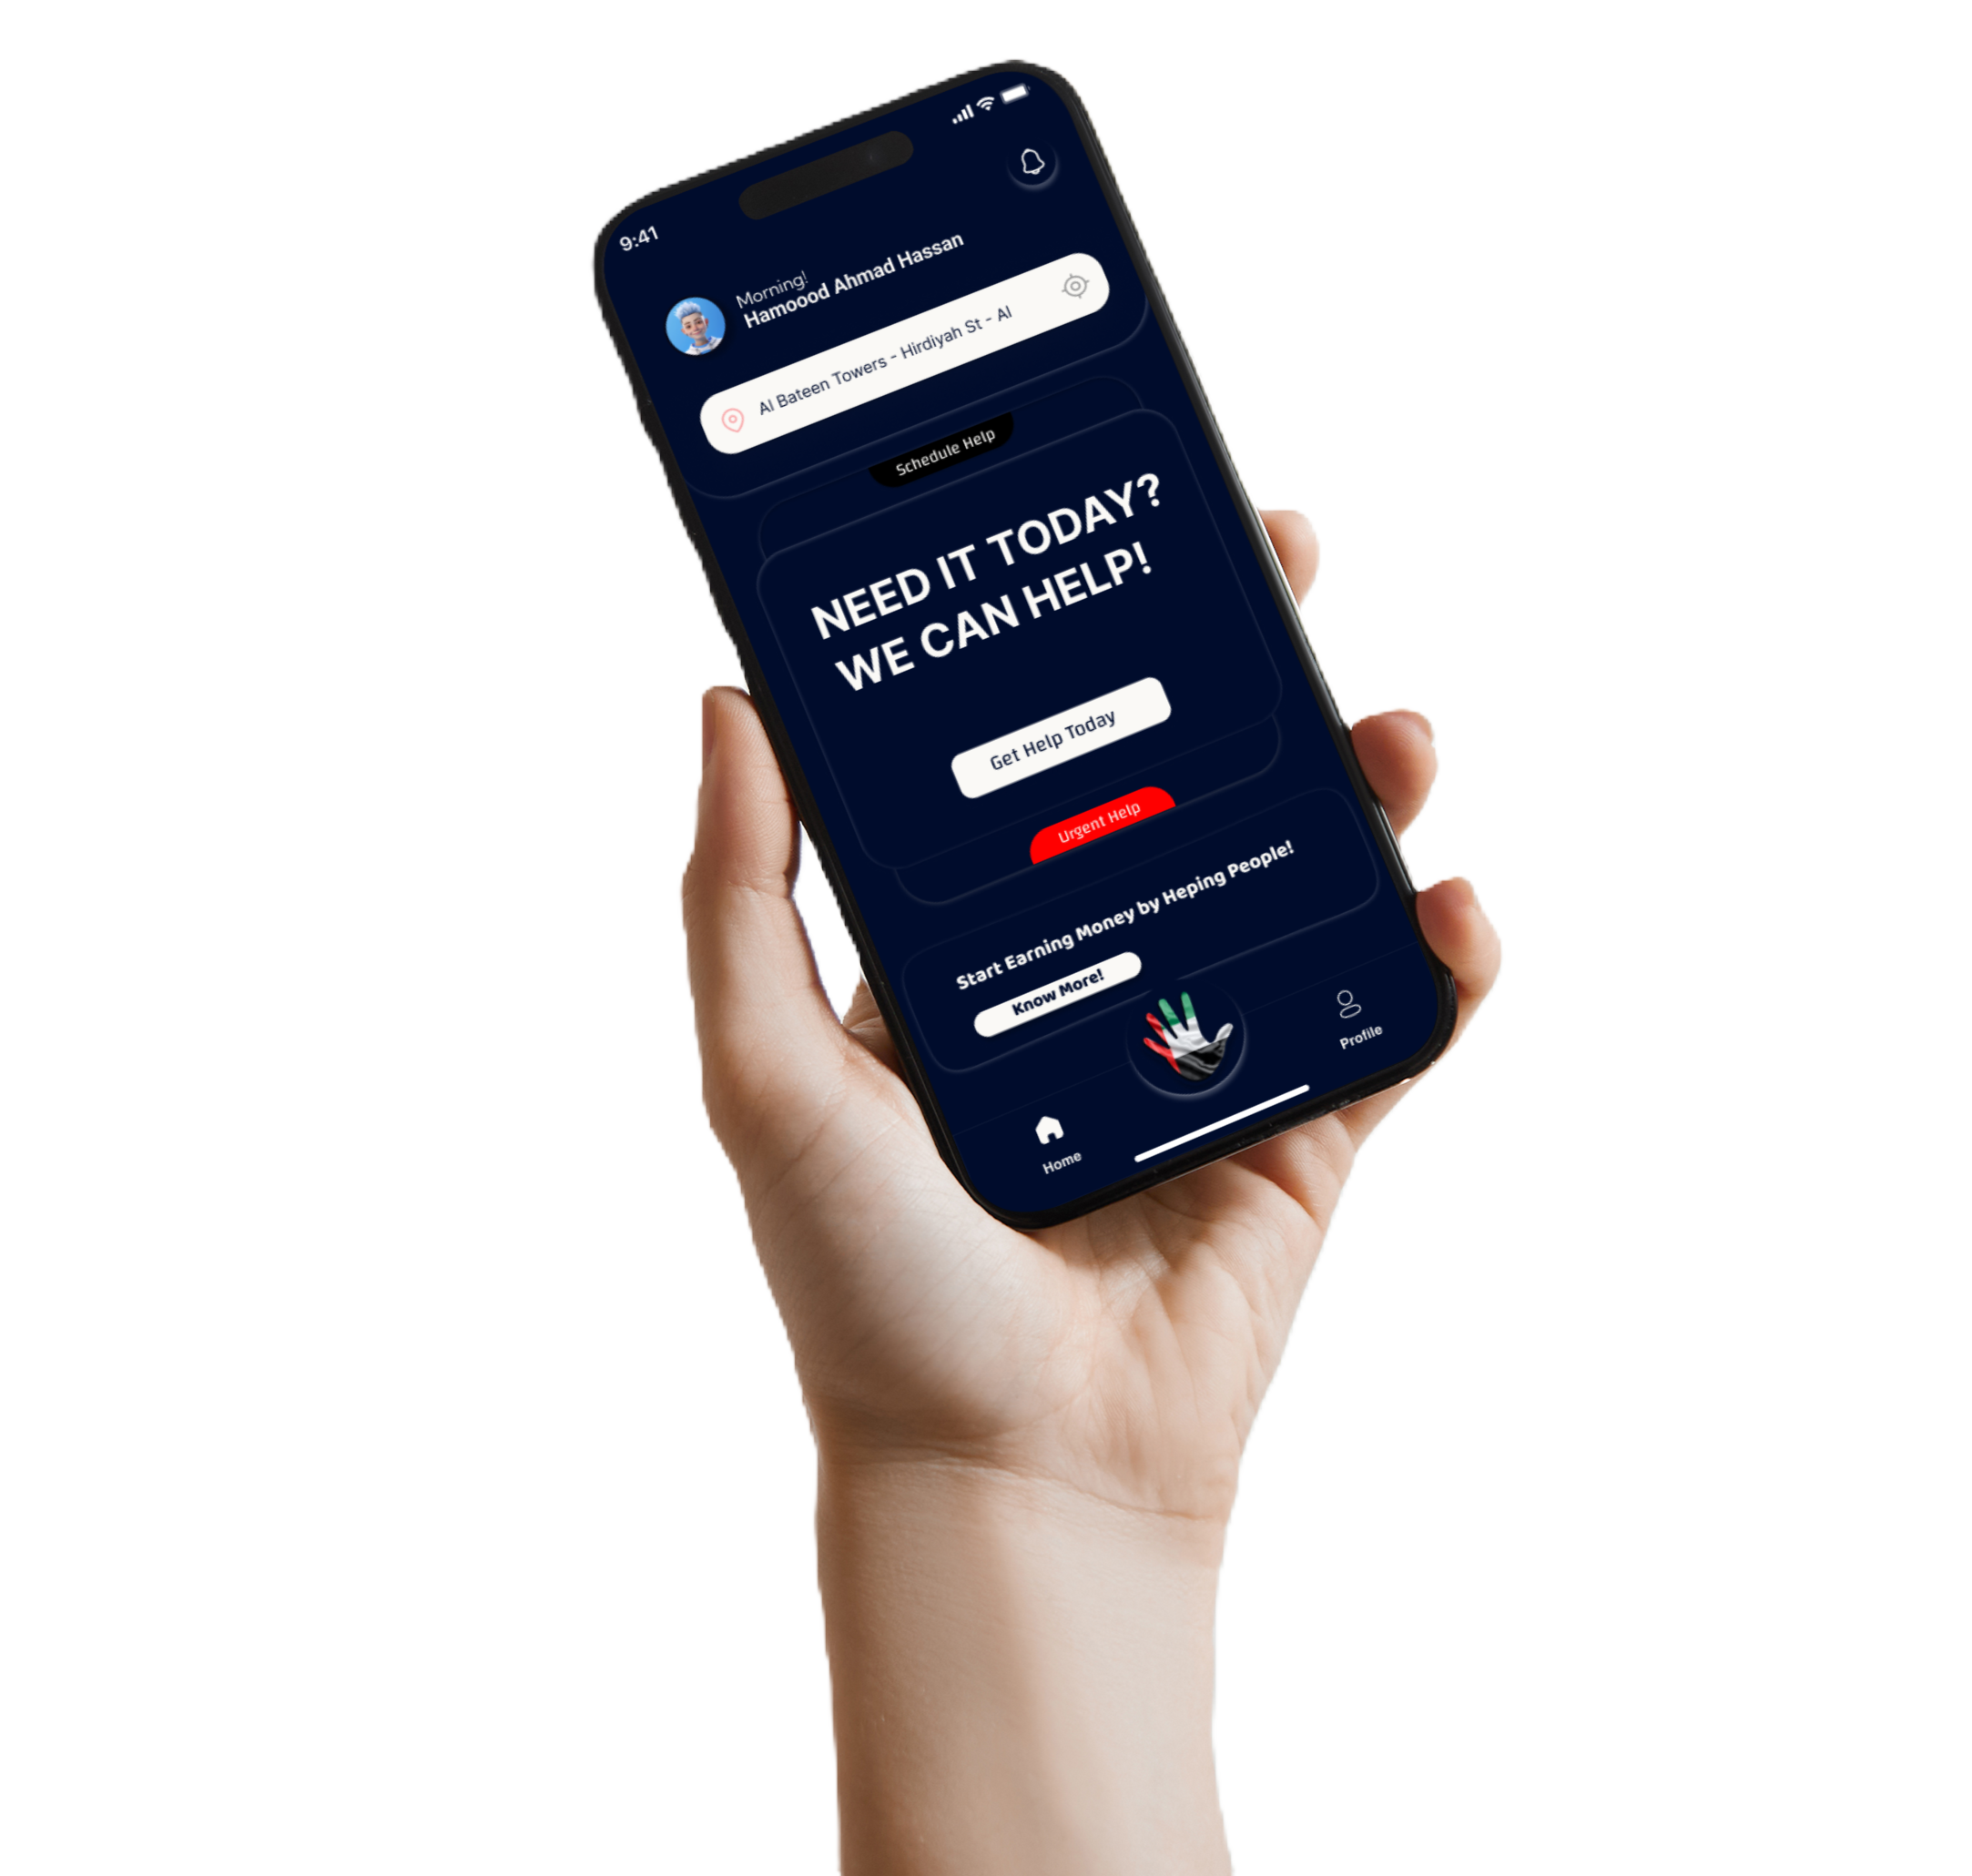 9:41
Morning!
Hamoood Ahmad Hassan
Al Bateen Towers - Hirdiyah St - Al
Schedule Help
NEED IT TODAY?
WE CAN HELP!
Get Help Today
Urgent Help
Start Earning Money by Heping People!
Know More!
Home
Profile